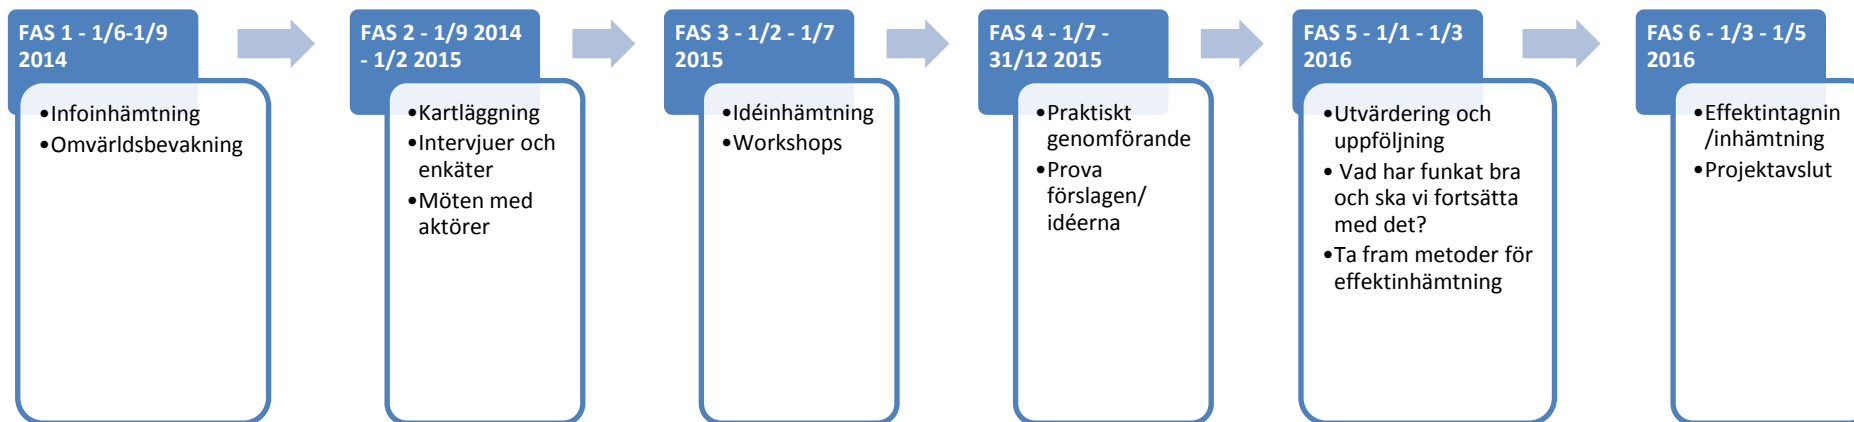 FAS 1 - 1/6-1/9
2014
•Infoinhämtning
•Omvärldsbevakning
FAS 2 - 1/9 2014
- 1/2 2015
•Kartläggning
•Intervjuer och
enkäter
•Möten med
aktörer
FAS 3 - 1/2 - 1/7
2015
•Idéinhämtning
•Workshops
FAS 4 - 1/7 -
31/12 2015
•Praktiskt
genomförande
•Prova
förslagen/
idéerna
FAS 5 - 1/1 - 1/3
2016
•Utvärdering och
uppföljning
• Vad har funkat bra
och ska vi fortsätta
med det?
•Ta fram metoder för
effektinhämtning
FAS 6 - 1/3 - 1/5
2016
•Effektintagnin
/inhämtning
•Projektavslut